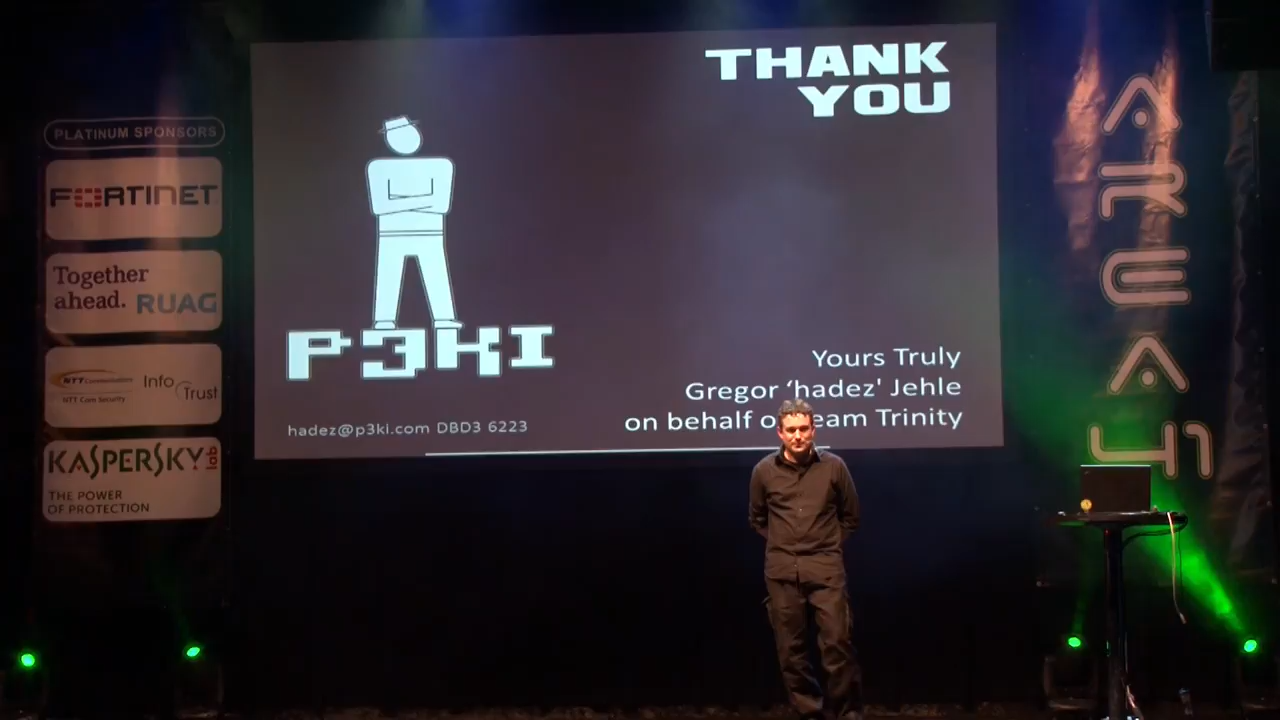 PLATINUM SPONSORS
FORTINET
Together
ahead. RUAG
NTT Communications
NTT Com Security
Info
Trust
KASPERSKY lab
THE POWER
OF PROTECTION
THANK
YOU
P3KI
hadez@p3ki.com DBD3 6223
Yours Truly
Gregor ‘hadez' Jehle
on behalf o eam Trinity
AREA41